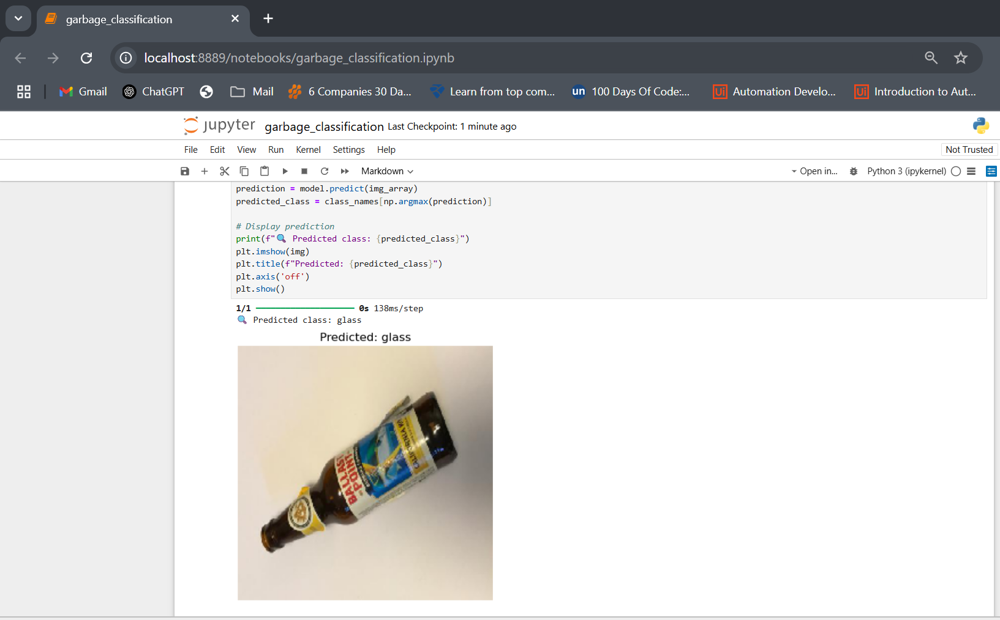 garbage_classification
localhost:8889/notebooks/garbage_classification.ipynb
Gmail
ChatGPT
Mail
6 Companies 30 Da...
Learn from top com...
un
100 Days Of Code:...
Ui
Automation Develo...
Ui
Introduction to Aut...
jupyter
garbage_classification Last Checkpoint: 1 minute ago
File Edit View Run Kernel Settings Help
Not Trusted
Markdown
Open in...
Python 3 (ipykernel)
prediction = model.predict(img_array)
predicted_class = class_names[np.argmax(prediction)]
# Display prediction
print(f"🔍 Predicted class: {predicted_class}")
plt.imshow(img)
plt.title(f"Predicted: {predicted_class}")
plt.axis('off')
plt.show()
1/1 ━━━━━━━━━━━━━━━━━━━━ 0s 138ms/step
🔍 Predicted class: glass
Predicted: glass
BALLAST
POINT
CALIFORNIA